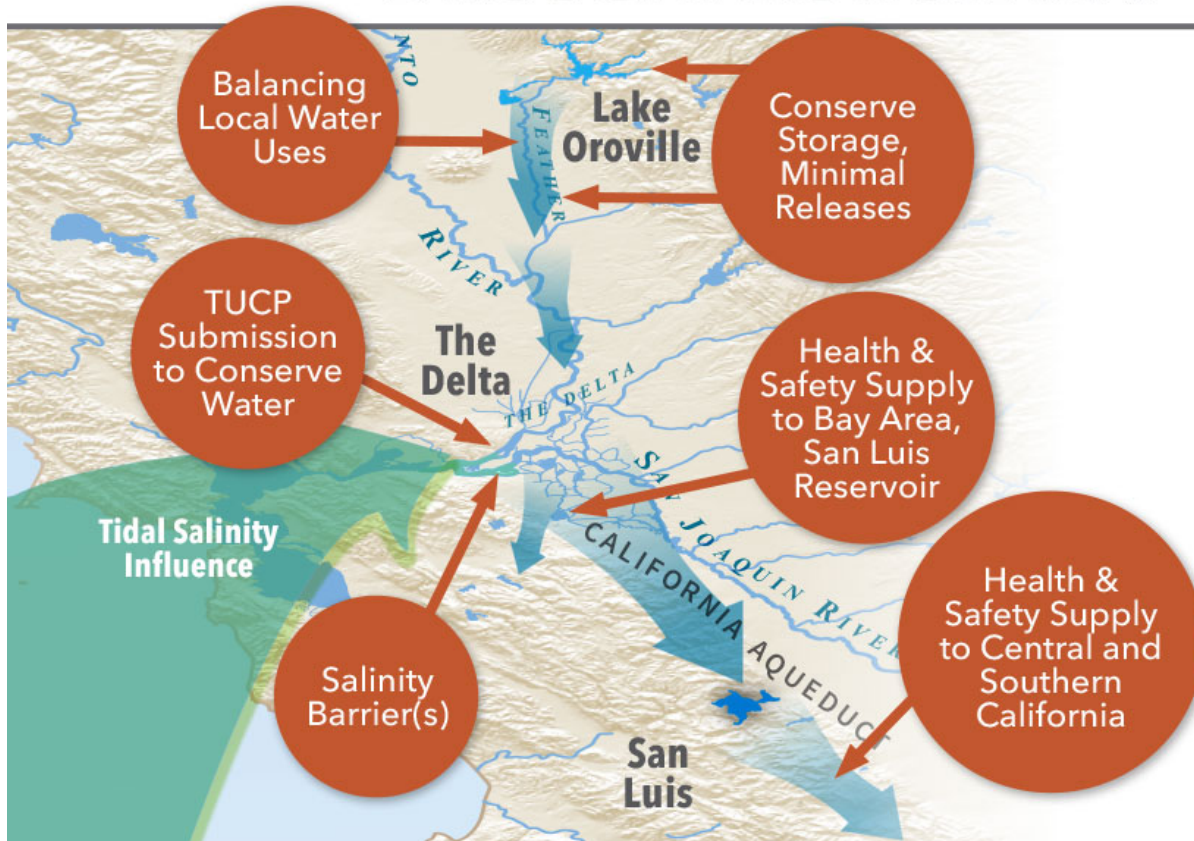 Balancing
Local Water
Uses
NTO
Lake
Oroville
FEATHER
Conserve
Storage,
Minimal
Releases
RIVER
TUCP
Submission
to Conserve
Water
The
Delta
THE DELTA
Health &
Safety Supply
to Bay Area,
San Luis
Reservoir
SAN JOAQUIN RIVER
CALIFORNIA AQUEDUCT
Tidal Salinity
Influence
Salinity
Barrier(s)
Health &
Safety Supply
to Central and
Southern
California
San
Luis